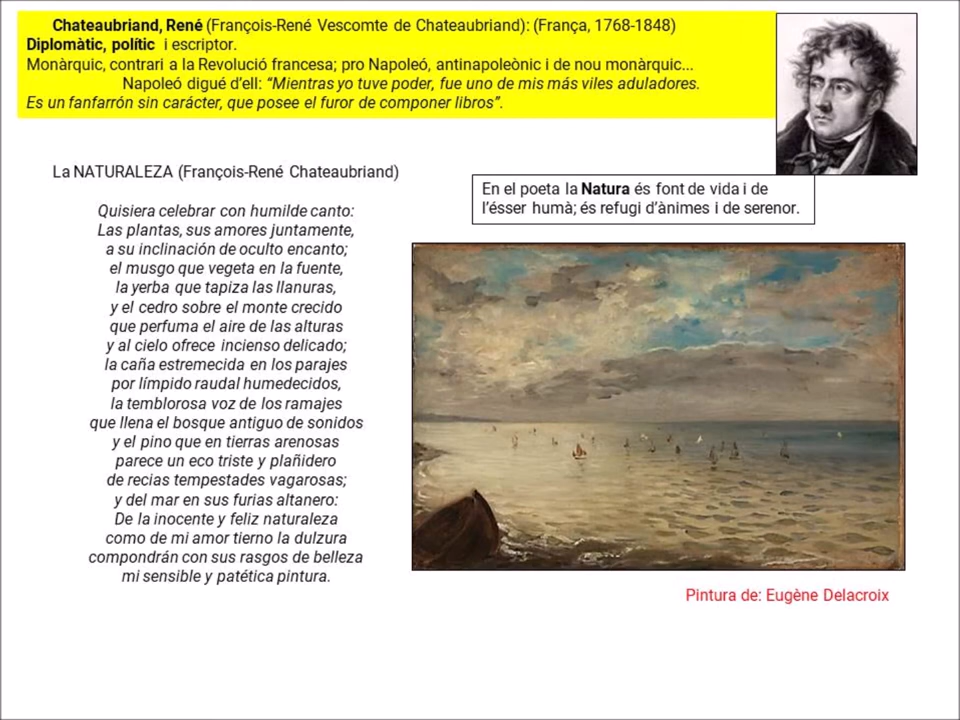 Chateaubriand, René (François-René Vescomte de Chateaubriand): (França, 1768-1848)
Diplomàtic, polític i escriptor.
Monàrquic, contrari a la Revolució francesa; pro Napoleó, antinapoleònic i de nou monàrquic...
Napoleó digué d'ell: “Mientras yo tuve poder, fue uno de mis más viles aduladores.
Es un fanfarrón sin carácter, que posee el furor de componer libros”.
La NATURALEZA (François-René Chateaubriand)
Quisiera celebrar con humilde canto:
Las plantas, sus amores juntamente,
a su inclinación de oculto encanto;
el musgo que vegeta en la fuente,
la yerba que tapiza las llanuras,
y el cedro sobre el monte crecido
que perfuma el aire de las alturas
y al cielo ofrece incienso delicado;
la caña estremecida en los parajes
por límpido raudal humedecidos,
la temblorosa voz de los ramajes
que llena el bosque antiguo de sonidos
y el pino que en tierras arenosas
parece un eco triste y plañidero
de recias tempestades vagarosas;
y del mar en sus furias altanero:
De la inocente y feliz naturaleza
como de mi amor tierno la dulzura
compondrán con sus rasgos de belleza
mi sensible y patética pintura.
En el poeta la Natura és font de vida i de
l'ésser humà; és refugi d'ànimes i de serenor.
Pintura de: Eugène Delacroix